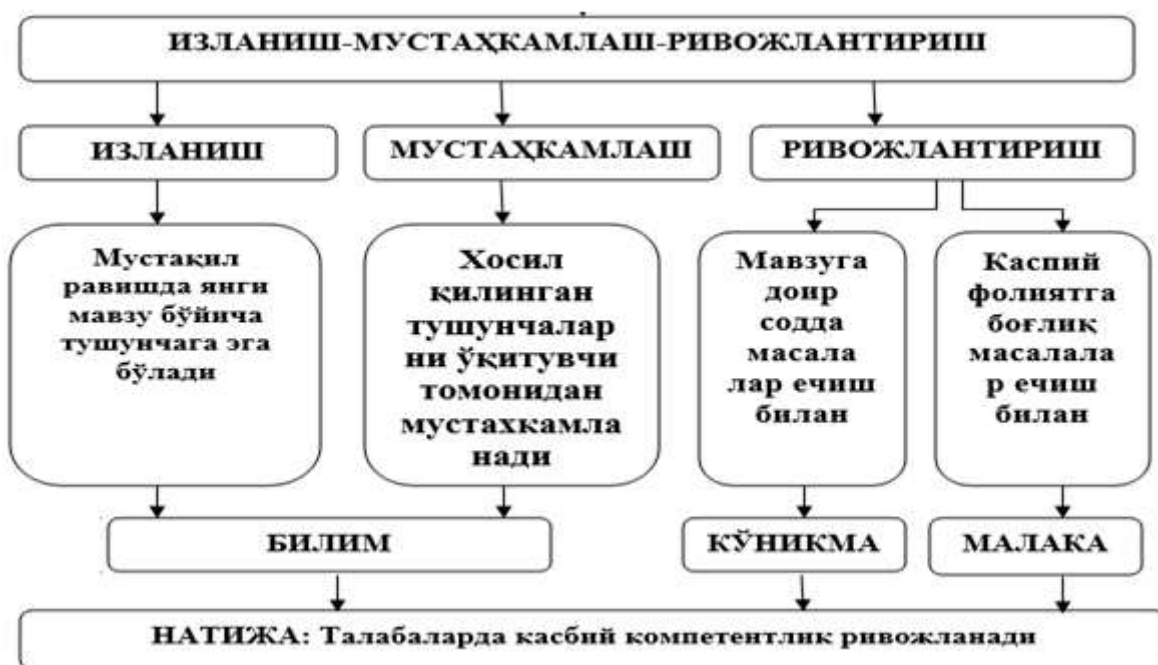 ИЗЛАНИШ-МУСТАҲКАМЛАШ-РИВОЖЛАНТИРИШ
ИЗЛАНИШ
МУСТАҲКАМЛАШ
РИВОЖЛАНТИРИШ
Мустақил
равишда янги
мавзу бўйича
тушунчага эга
бўлади
Хосил
қилинган
тушунчалар
ни ўқитувчи
томонидан
мустахкамла
нади
Мавзуга
доир
содда
масала
лар ечиш
билан
Каспий
фолиятга
боғлиқ
масалала
р ечиш
билан
БИЛИМ
КЎНИКМА
МАЛАКА
НАТИЖА: Талабаларда касбий компетентлик ривожланади